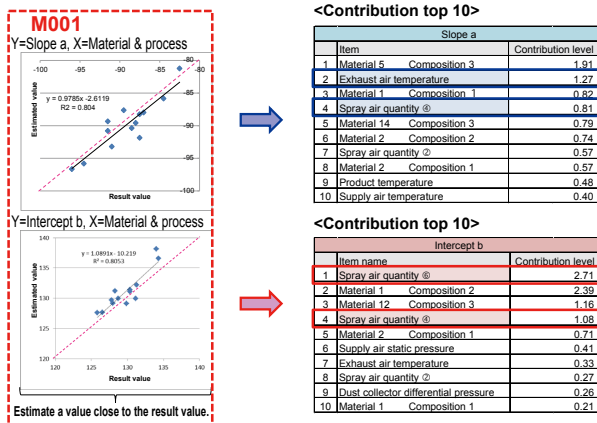 M001
Y=Slope a, X=Material & process
-100 -95 -90 -85 -80
-80
-85
-90
-95
-100
y = 0.9785x -2.6119
R2 = 0.804
Estimated value
Result value
Y=Intercept b, X=Material & process
140
135
130
125
120
y = 1.0891x - 10.219
R² = 0.8053
Estimated value
120 125 130 135 140
Result value
Estimate a value close to the result value.
<Contribution top 10>
Slope a
Item Contribution level
1 Material 5 Composition 3 1.91
2 Exhaust air temperature 1.27
3 Material 1 Composition 1 0.82
4 Spray air quantity ④ 0.81
5 Material 14 Composition 3 0.79
6 Material 2 Composition 2 0.74
7 Spray air quantity ② 0.57
8 Material 2 Composition 1 0.57
9 Product temperature 0.48
10 Supply air temperature 0.40
<Contribution top 10>
Intercept b
Item name Contribution level
1 Spray air quantity ⑥ 2.71
2 Material 1 Composition 2 2.39
3 Material 12 Composition 3 1.16
4 Spray air quantity ④ 1.08
5 Material 2 Composition 1 0.71
6 Supply air static pressure 0.41
7 Exhaust air temperature 0.33
8 Spray air quantity ② 0.27
9 Dust collector differential pressure 0.26
10 Material 1 Composition 1 0.21